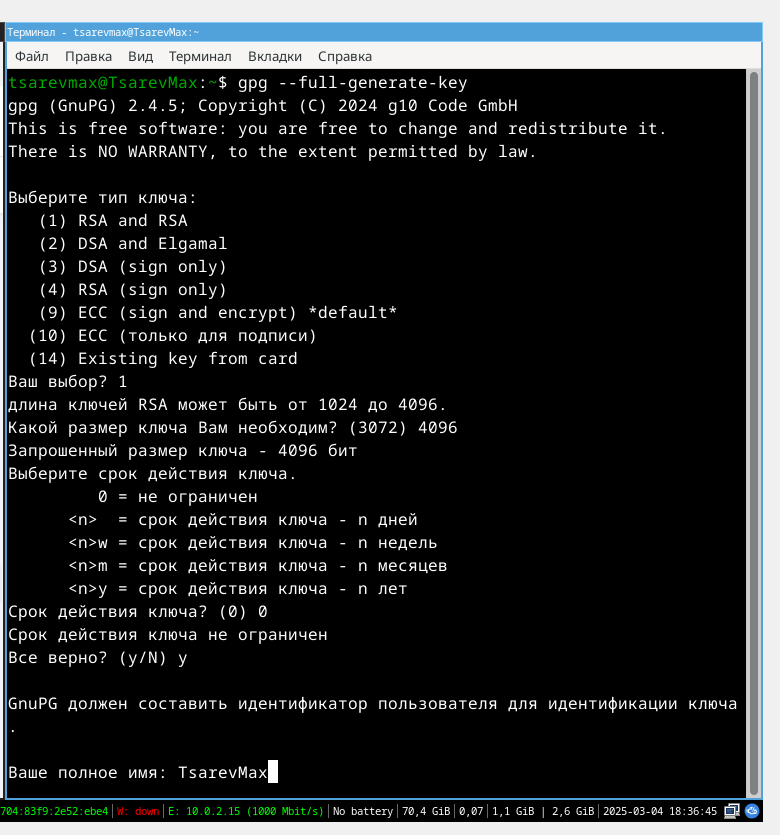 Терминал - tsarevmax@TsarevMax:~
Файл Правка Вид Терминал Вкладки Справка
tsarevmax@TsarevMax:~$ gpg --full-generate-key
gpg (GnuPG) 2.4.5; Copyright (C) 2024 g10 Code GmbH
This is free software: you are free to change and redistribute it.
There is NO WARRANTY, to the extent permitted by law.
Выберите тип ключа:
(1) RSA and RSA
(2) DSA and Elgamal
(3) DSA (sign only)
(4) RSA (sign only)
(9) ECC (sign and encrypt) *default*
(10) ECC (только для подписи)
(14) Existing key from card
Ваш выбор? 1
длина ключей RSA может быть от 1024 до 4096.
Какой размер ключа Вам необходим? (3072) 4096
Запрошенный размер ключа - 4096 бит
Выберите срок действия ключа.
0 = не ограничен
<n>  = срок действия ключа - n дней
<n>w = срок действия ключа - n недель
<n>m = срок действия ключа - n месяцев
<n>y = срок действия ключа - n лет
Срок действия ключа? (0) 0
Срок действия ключа не ограничен
Все верно? (y/N) y
GnuPG должен составить идентификатор пользователя для идентификации ключа
.
Ваше полное имя: TsarevMax
704:83f9:2e52:ebe4 | W: down | E: 10.0.2.15 (1000 Mbit/s) | No battery | 70,4 GiB | 0,07 | 1,1 GiB | 2,6 GiB | 2025-03-04 18:36:45